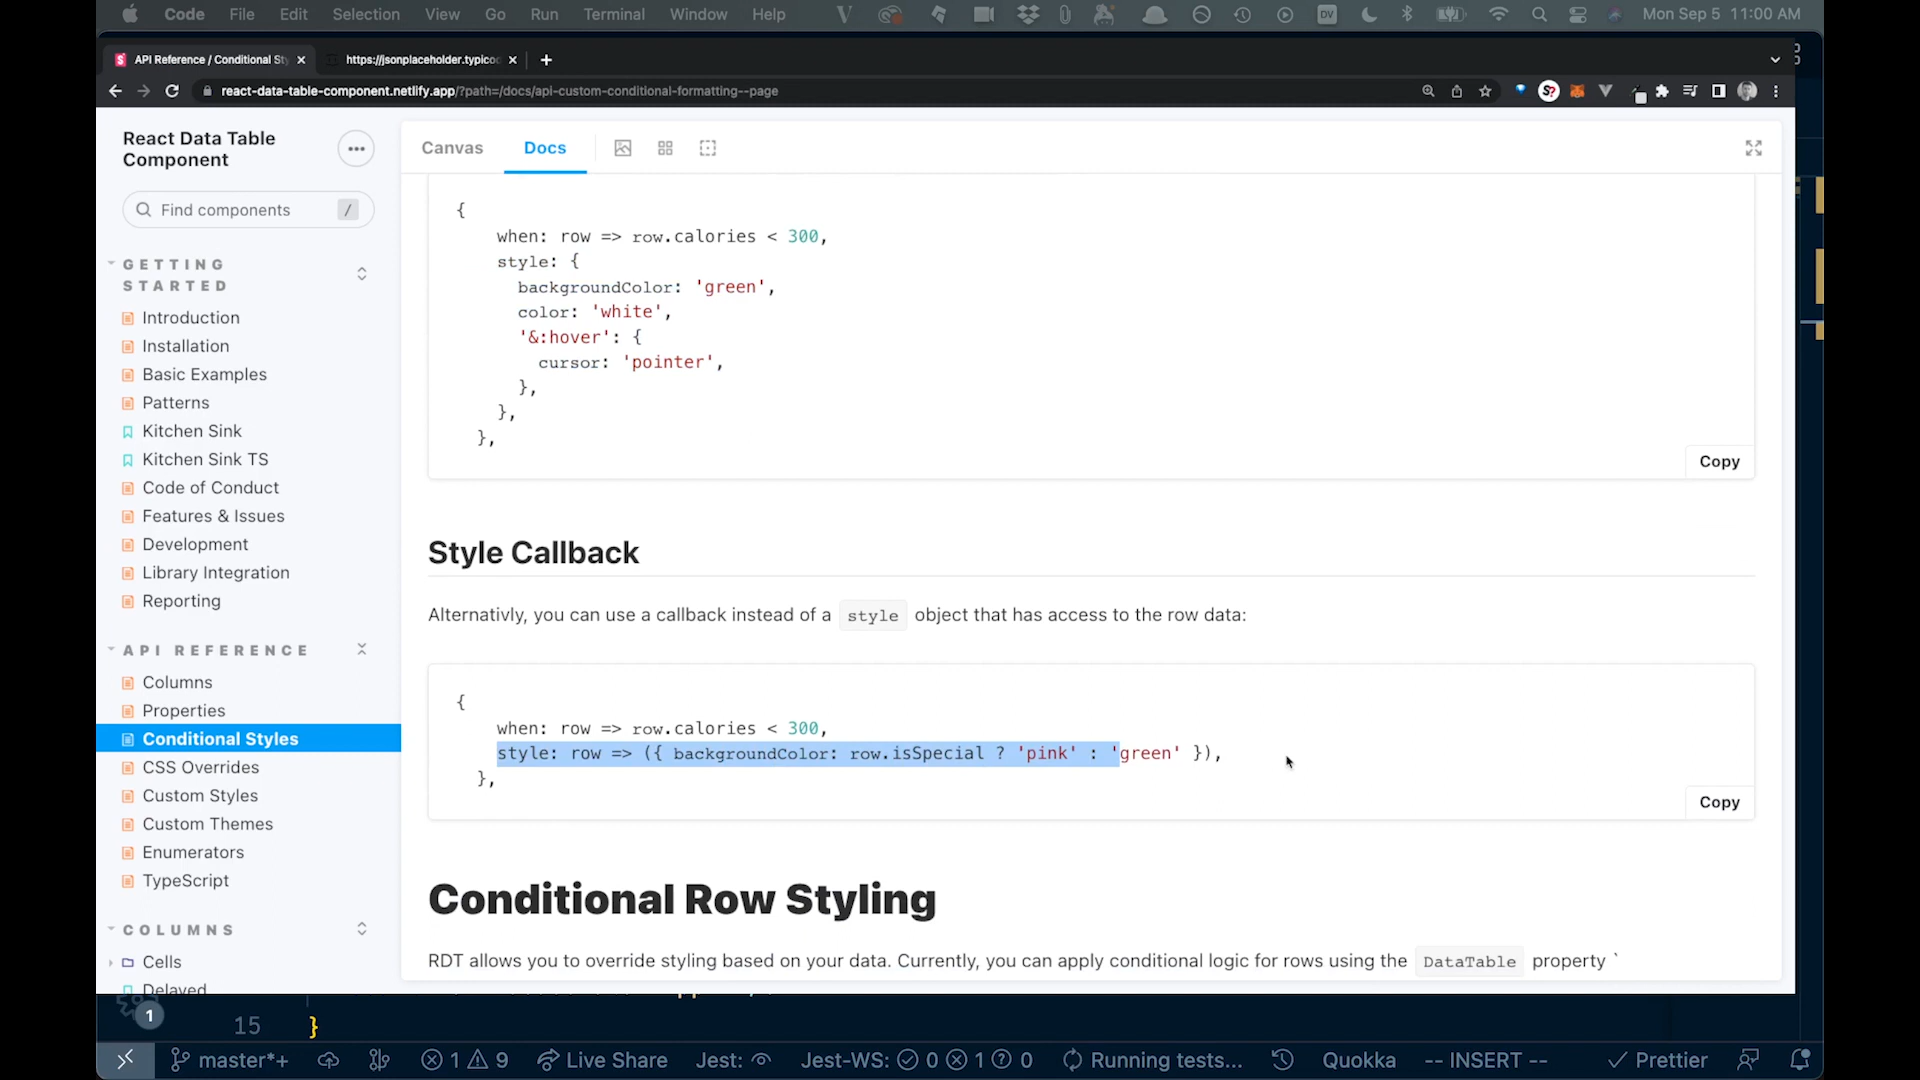 Code File Edit Selection View Go Run Terminal Window Help DV Mon Sep 5 11:00 AM
API Reference / Conditional Sty https://jsonplaceholder.typicod
react-data-table-component.netlify.app/?path=/docs/api-custom-conditional-formatting--page
React Data Table
Component
Find components /
GETTING
STARTED
Introduction
Installation
Basic Examples
Patterns
Kitchen Sink
Kitchen Sink TS
Code of Conduct
Features & Issues
Development
Library Integration
Reporting
API REFERENCE
Columns
Properties
Conditional Styles
CSS Overrides
Custom Styles
Custom Themes
Enumerators
TypeScript
COLUMNS
Cells
Delayed
Canvas Docs
{
when: row => row.calories < 300,
style: {
backgroundColor: 'green',
color: 'white',
'&:hover': {
cursor: 'pointer',
},
},
},
Copy
Style Callback
Alternativly, you can use a callback instead of a style object that has access to the row data:
{
when: row => row.calories < 300,
style: row => ({ backgroundColor: row.isSpecial ? 'pink' : 'green' }),
},
Copy
Conditional Row Styling
RDT allows you to override styling based on your data. Currently, you can apply conditional logic for rows using the DataTable property `
1
15 }
master*+ 1 9 Live Share Jest: Jest-WS: 0 1 0 Running tests... Quokka -- INSERT -- Prettier